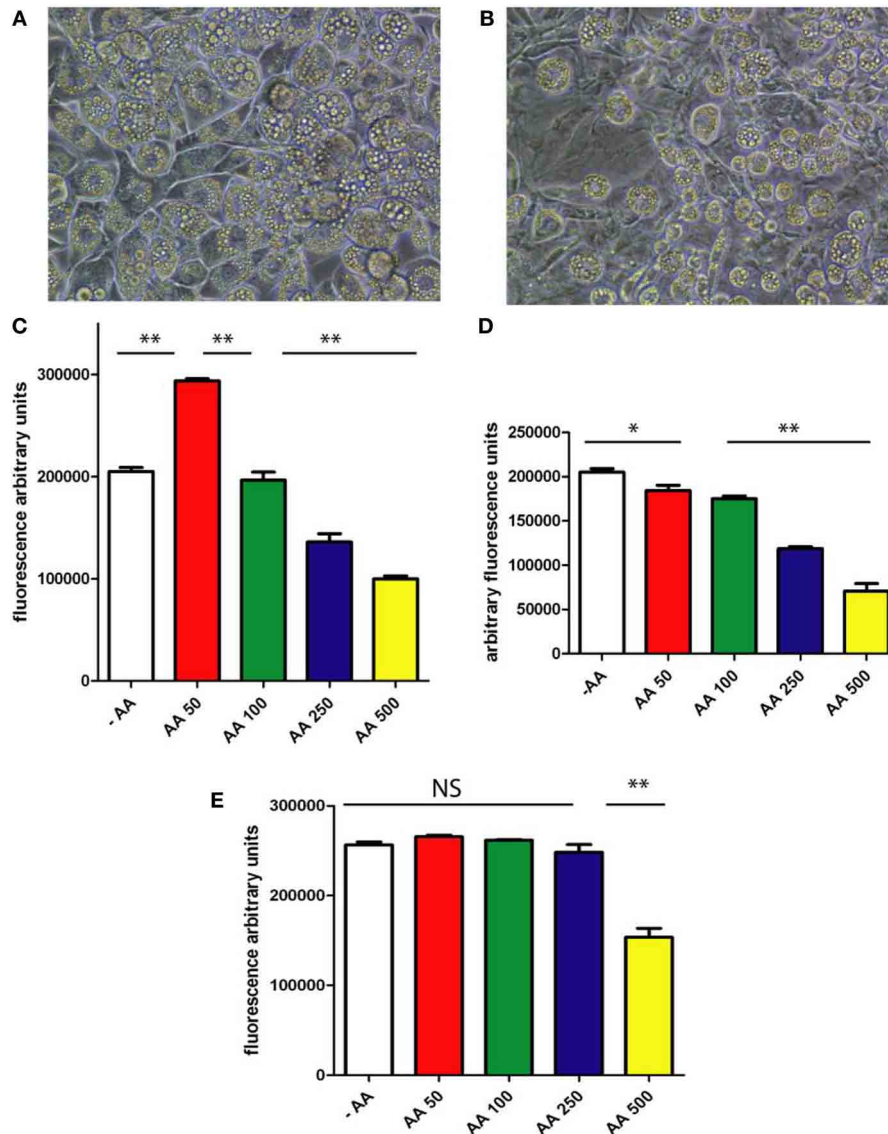 A
B
C
** ** **
fluorescence arbitrary units
300000
200000
100000
0
- AA
AA 50
AA 100
AA 250
AA 500
D
* **
arbitrary fluorescence units
250000
200000
150000
100000
50000
0
- AA
AA 50
AA 100
AA 250
AA 500
E
NS **
fluorescence arbitrary units
300000
200000
100000
0
- AA
AA 50
AA 100
AA 250
AA 500